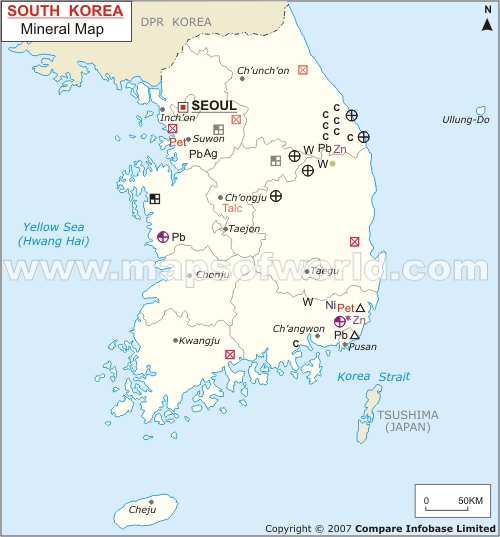 SOUTH KOREA
Mineral Map
DPR KOREA
N
Ch'unch'on
SEOUL
Inch'on
Ullung-Do
C
C
C
C
C
C
C
Pet
Suwon
PbAg
W Pb Zn
W
Ch'ongju
Talc
Taejon
Yellow Sea
(Hwang Hai)
Pb
www.mapsofworld.com
Chonju
Taegu
W
Ni Pet
*Zn
Ch'angwon
Pb
C
Pusan
Kwangju
Korea Strait
TSUSHIMA
(JAPAN)
Cheju
0 50KM
Copyright © 2007 Compare Infobase Limited